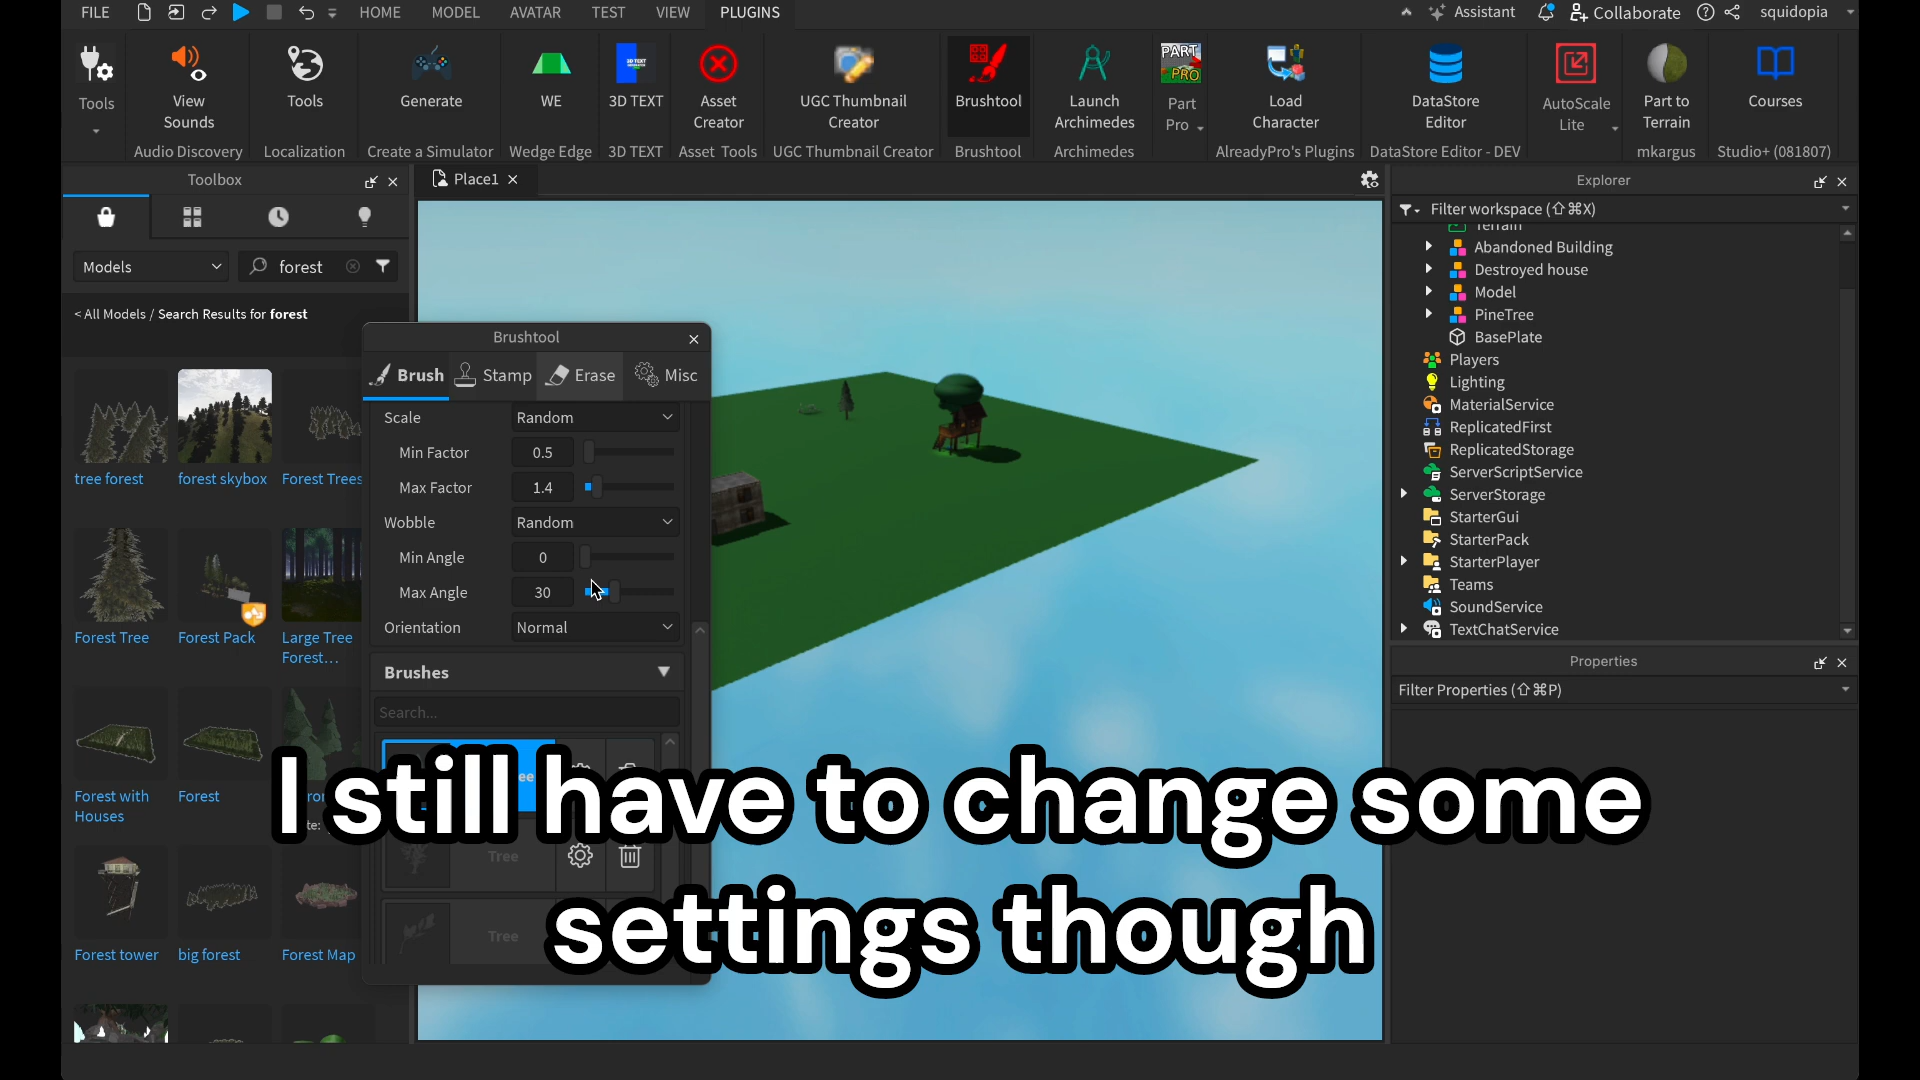 FILE HOME MODEL AVATAR TEST VIEW PLUGINS Assistant Collaborate squidopia
Tools View Sounds Tools Generate WE 3D TEXT Asset Creator UGC Thumbnail Creator Brushtool Launch Archimedes PART PRO Part Pro Load Character DataStore Editor AutoScale Lite Part to Terrain Courses
Audio Discovery Localization Create a Simulator Wedge Edge 3D TEXT Asset Tools UGC Thumbnail Creator Brushtool Archimedes AlreadyPro's Plugins DataStore Editor - DEV mkargus Studio+ (081807)
Toolbox
Models forest
< All Models / Search Results for forest
tree forest forest skybox Forest Trees
Forest Tree Forest Pack Large Tree Forest...
Forest with Houses Forest
Forest tower big forest Forest Map
Place1
Brushtool
Brush Stamp Erase Misc
Scale Random
Min Factor 0.5
Max Factor 1.4
Wobble Random
Min Angle 0
Max Angle 30
Orientation Normal
Brushes
Search...
Tree
Tree
I still have to change some
settings though
Explorer
Filter workspace (⇧⌘X)
Terrain
Abandoned Building
Destroyed house
Model
PineTree
BasePlate
Players
Lighting
MaterialService
ReplicatedFirst
ReplicatedStorage
ServerScriptService
ServerStorage
StarterGui
StarterPack
StarterPlayer
Teams
SoundService
TextChatService
Properties
Filter Properties (⇧⌘P)